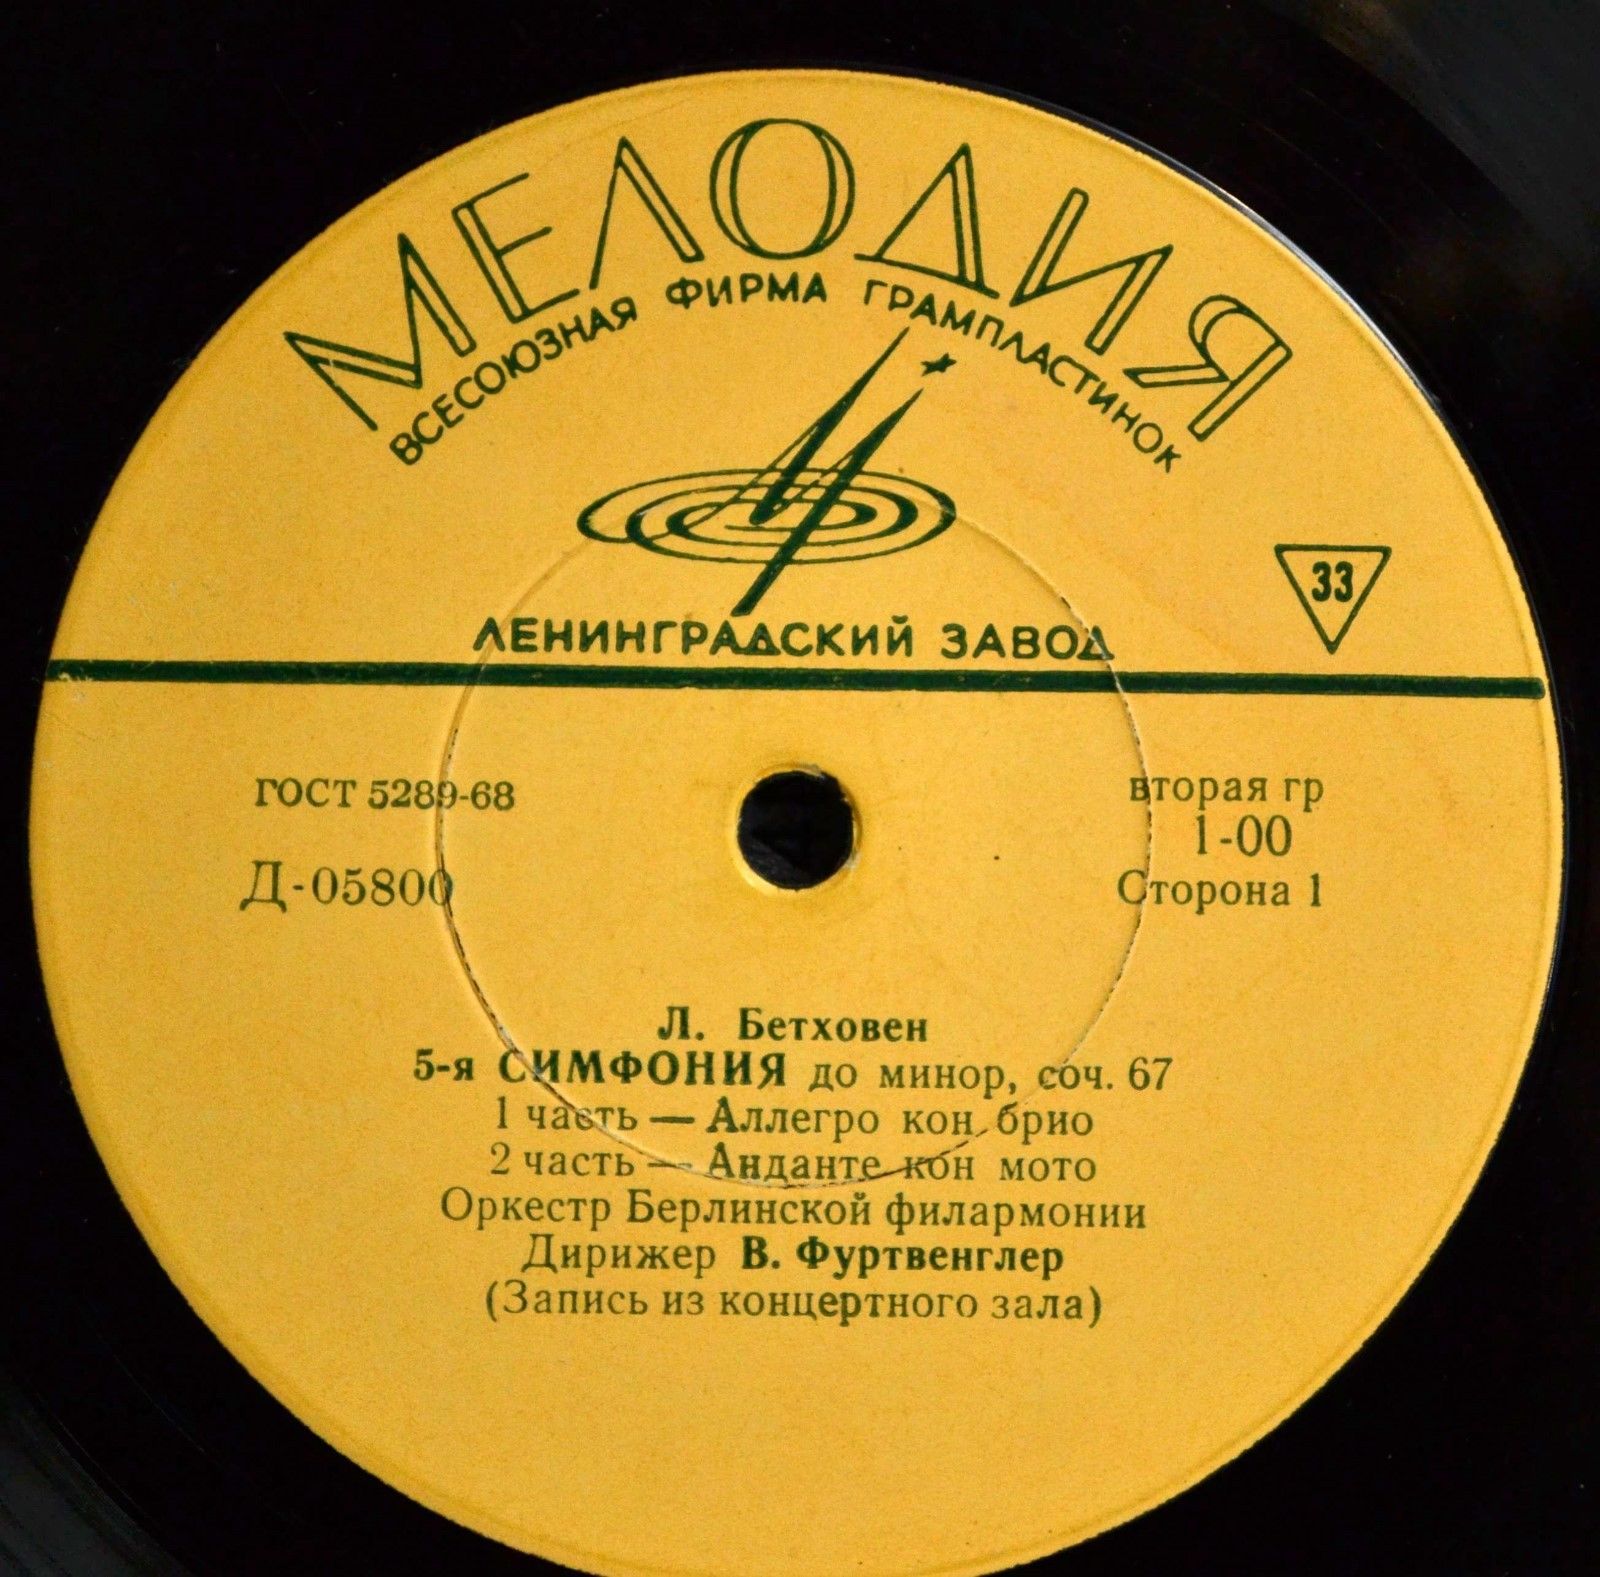 МЕЛОДИЯ
ВСЕСОЮЗНАЯ ФИРМА ГРАМПЛАСТИНОК
33
ЛЕНИНГРАДСКИЙ ЗАВОД
ГОСТ 5289-68
вторая гр
1-00
Д-05800
Сторона 1
Л. Бетховен
5-я СИМФОНИЯ до минор, соч. 67
1 часть — Аллегро кон брио
2 часть — Анданте кон мото
Оркестр Берлинской филармонии
Дирижер В. Фуртвенглер
(Запись из концертного зала)